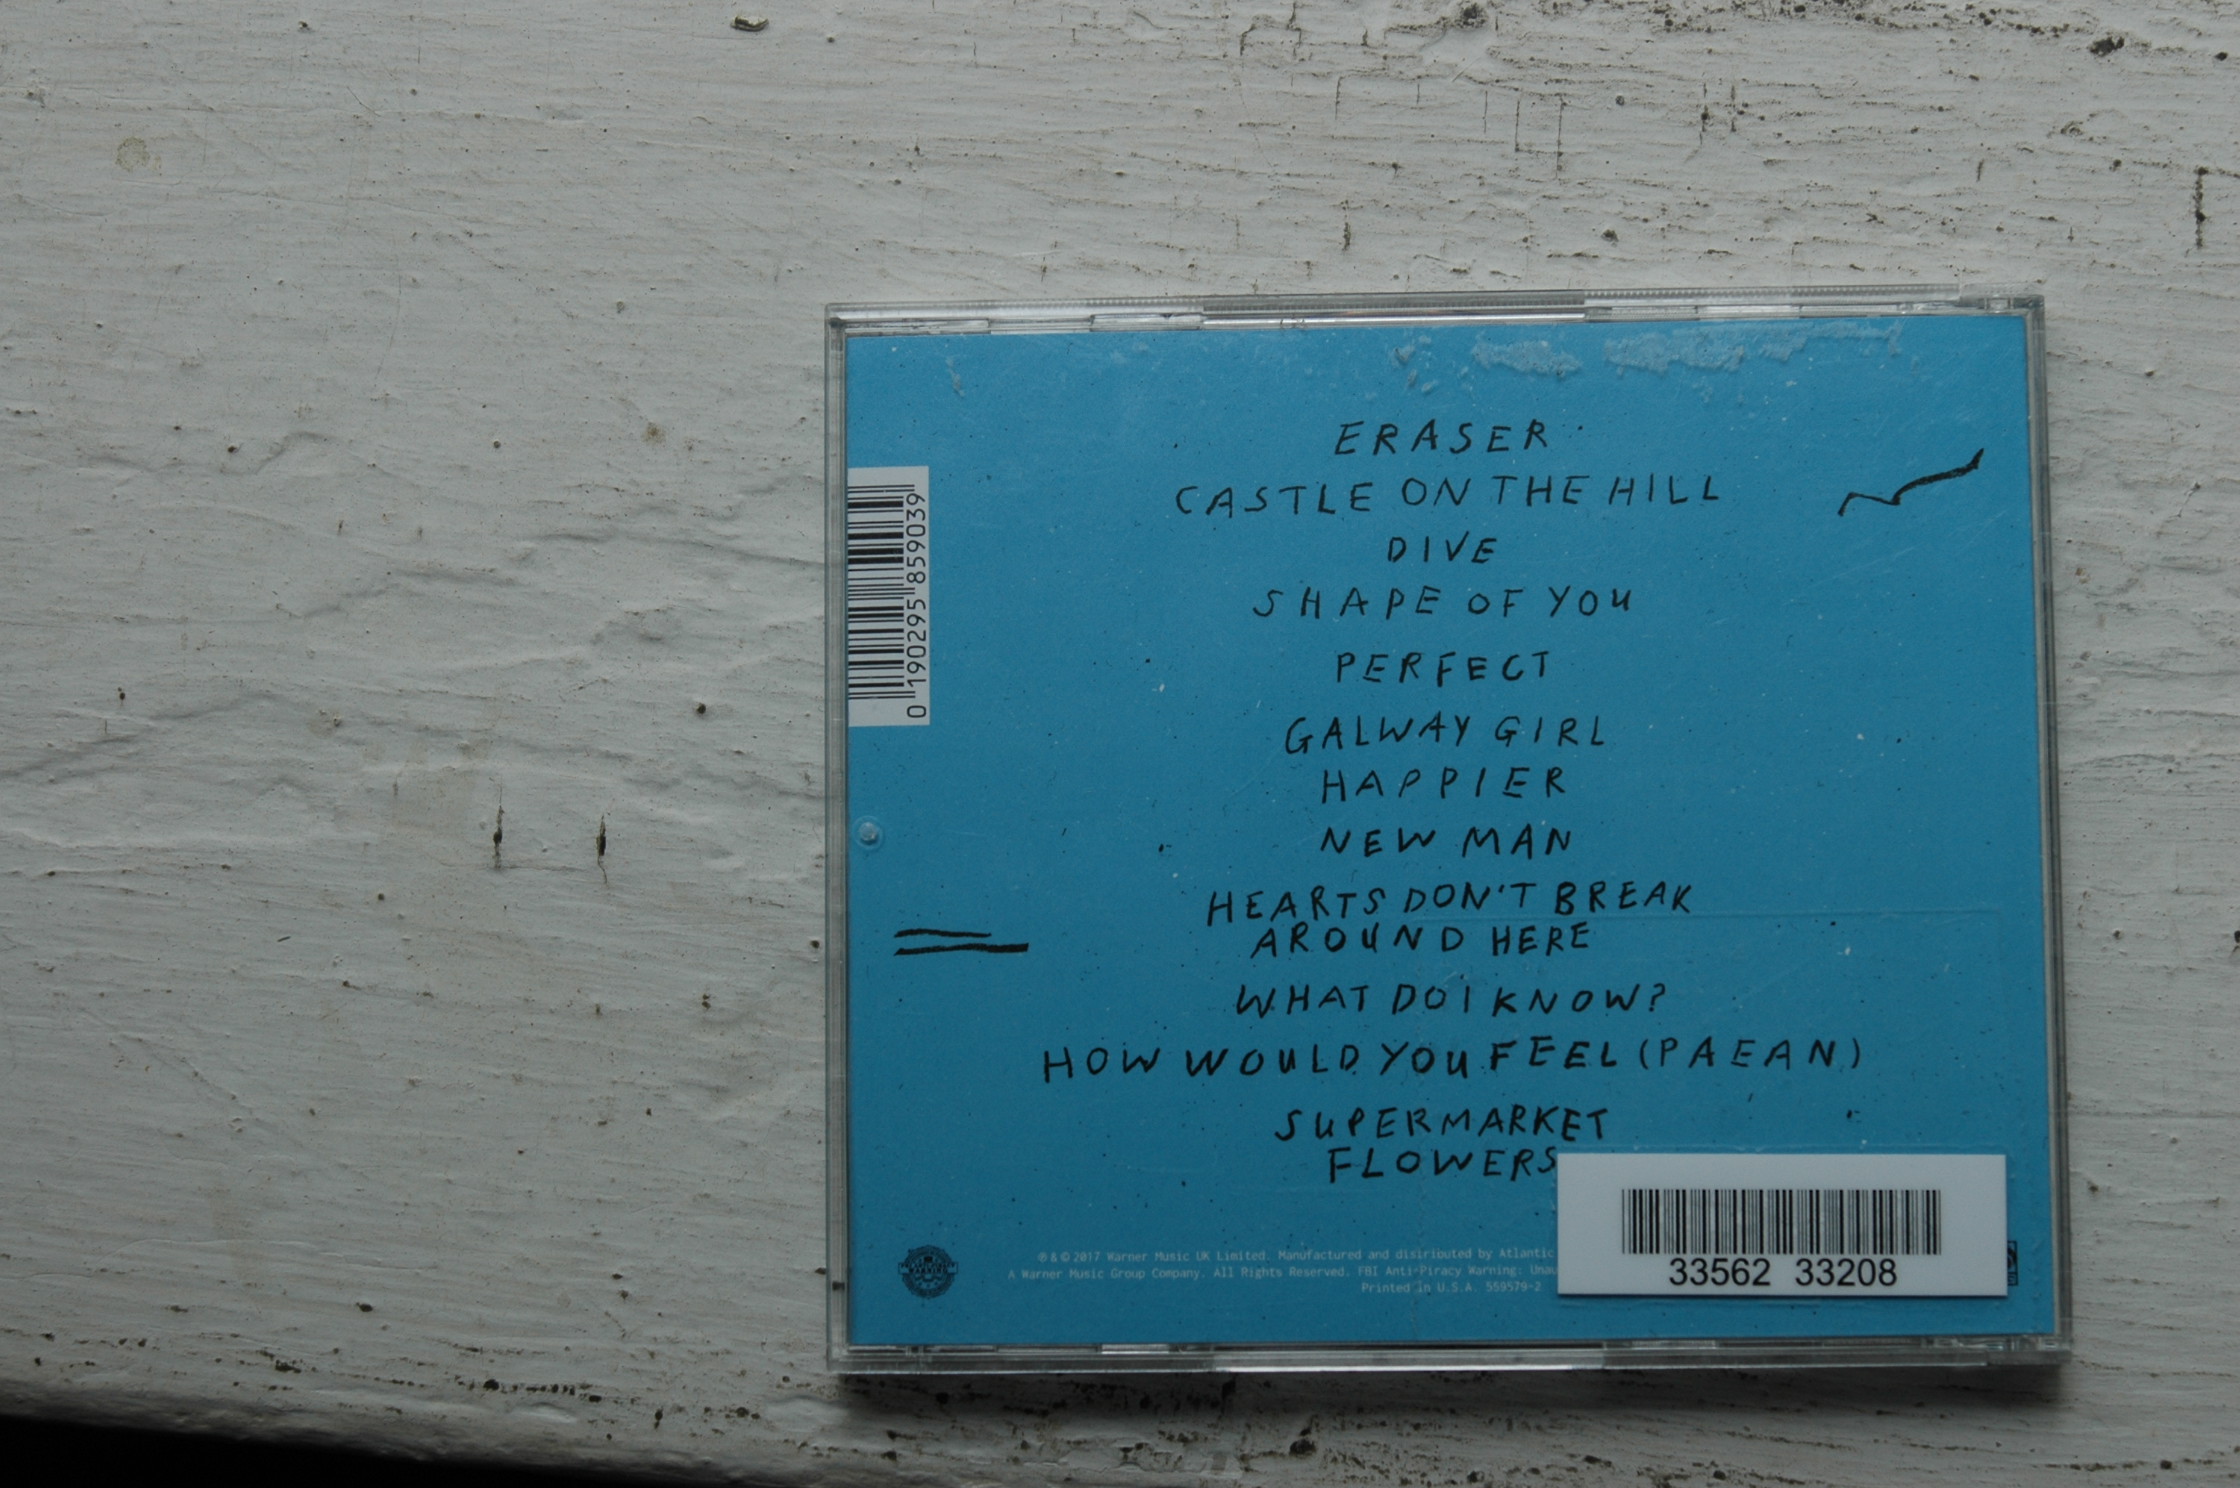 ERASER
CASTLE ON THE HILL
DIVE
SHAPE OF YOU
PERFECT
GALWAY GIRL
HAPPIER
NEW MAN
HEARTS DON'T BREAK
AROUND HERE
WHAT DO I KNOW?
HOW WOULD YOU FEEL (PAEAN)
SUPERMARKET
FLOWERS
℗ & © 2017 Warner Music UK Limited. Manufactured and distributed by Atlantic
A Warner Music Group Company. All Rights Reserved. FBI Anti-Piracy Warning:
Printed in U.S.A. 559579-2
33562 33208
0 190295 859039